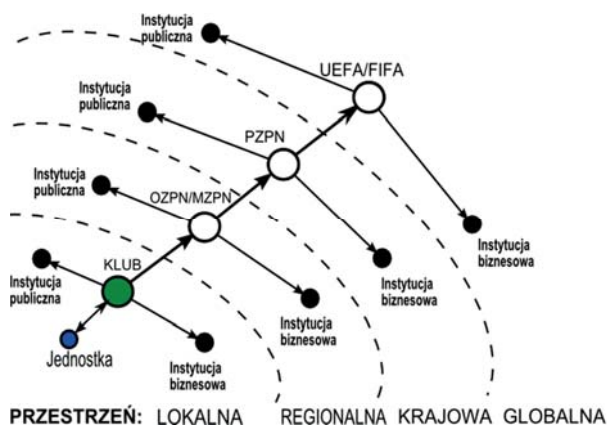 Instytucja
publiczna
UEFA/FIFA
Instytucja
publiczna
PZPN
Instytucja
publiczna
OZPN/MZPN
Instytucja
biznesowa
Instytucja
publiczna
KLUB
Instytucja
biznesowa
Instytucja
biznesowa
Jednostka
Instytucja
biznesowa
PRZESTRZEŃ: LOKALNA REGIONALNA KRAJOWA GLOBALNA